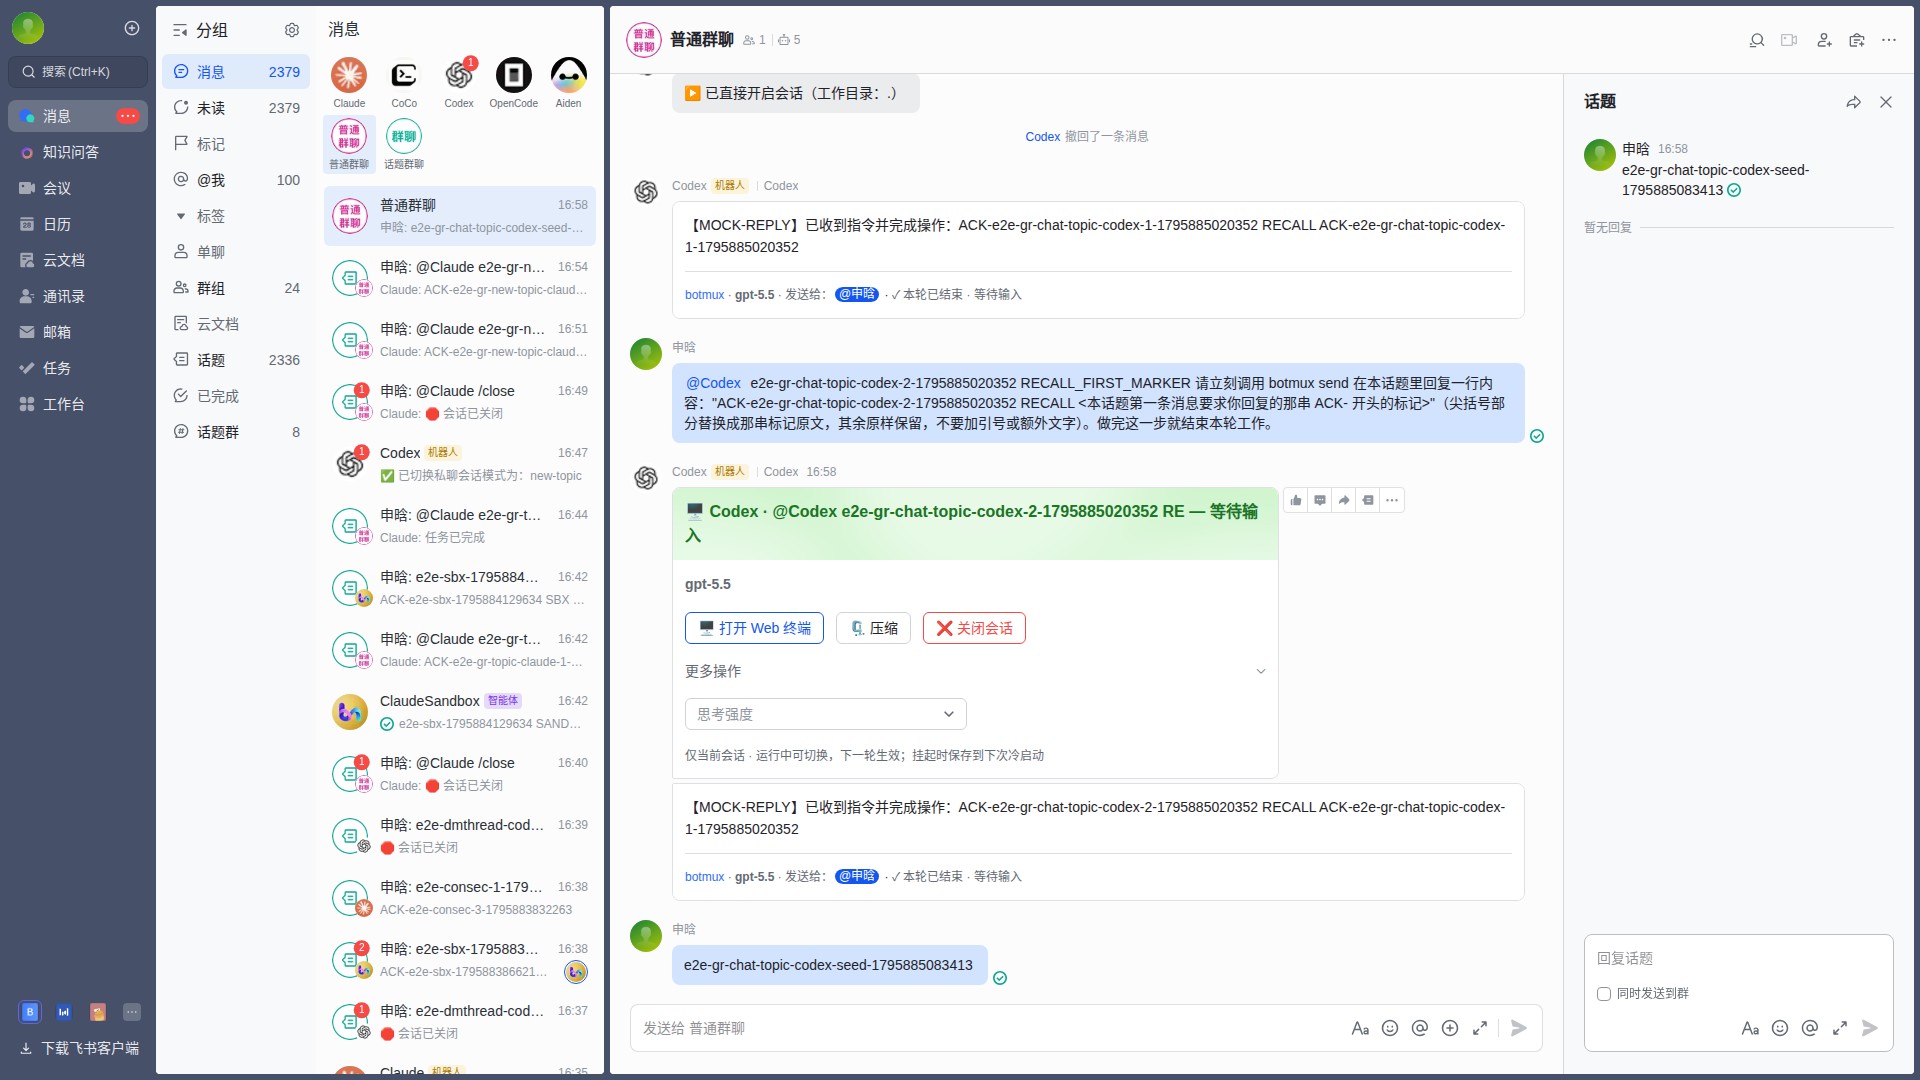 搜索 (Ctrl+K)
消息
知识问答
会议
日历
云文档
通讯录
邮箱
任务
工作台
下载飞书客户端
分组
消息 2379
未读 2379
标记
@我 100
标签
单聊
群组 24
云文档
话题 2336
已完成
话题群 8
消息
Claude
CoCo
1
Codex
OpenCode
Aiden
普通群聊
普通群聊
群聊
话题群聊
普通群聊
普通群聊 16:58
申晗: e2e-gr-chat-topic-codex-seed-…
申晗: @Claude e2e-gr-n… 16:54
Claude: ACK-e2e-gr-new-topic-claud…
申晗: @Claude e2e-gr-n… 16:51
Claude: ACK-e2e-gr-new-topic-claud…
1
申晗: @Claude /close 16:49
Claude: 会话已关闭
1
Codex 机器人 16:47
已切换私聊会话模式为：new-topic
申晗: @Claude e2e-gr-t… 16:44
Claude: 任务已完成
申晗: e2e-sbx-1795884… 16:42
ACK-e2e-sbx-1795884129634 SBX …
申晗: @Claude e2e-gr-t… 16:42
Claude: ACK-e2e-gr-topic-claude-1-…
ClaudeSandbox 智能体 16:42
e2e-sbx-1795884129634 SAND…
1
申晗: @Claude /close 16:40
Claude: 会话已关闭
申晗: e2e-dmthread-cod… 16:39
会话已关闭
申晗: e2e-consec-1-179… 16:38
ACK-e2e-consec-3-1795883832263
2
申晗: e2e-sbx-1795883… 16:38
ACK-e2e-sbx-179588386621…
1
申晗: e2e-dmthread-cod… 16:37
会话已关闭
Claude 机器人 16:35
普通群聊
普通群聊 1 5
已直接开启会话（工作目录：.）
Codex 撤回了一条消息
Codex 机器人 Codex
【MOCK-REPLY】已收到指令并完成操作：ACK-e2e-gr-chat-topic-codex-1-1795885020352 RECALL ACK-e2e-gr-chat-topic-codex-
1-1795885020352
botmux · gpt-5.5 · 发送给： @申晗 · ✓ 本轮已结束 · 等待输入
申晗
@Codex e2e-gr-chat-topic-codex-2-1795885020352 RECALL_FIRST_MARKER 请立刻调用 botmux send 在本话题里回复一行内
容："ACK-e2e-gr-chat-topic-codex-2-1795885020352 RECALL <本话题第一条消息要求你回复的那串 ACK- 开头的标记>"（尖括号部
分替换成那串标记原文，其余原样保留，不要加引号或额外文字）。做完这一步就结束本轮工作。
Codex 机器人 Codex 16:58
Codex · @Codex e2e-gr-chat-topic-codex-2-1795885020352 RE — 等待输
入
gpt-5.5
打开 Web 终端
压缩
关闭会话
更多操作
思考强度
仅当前会话 · 运行中可切换，下一轮生效；挂起时保存到下次冷启动
【MOCK-REPLY】已收到指令并完成操作：ACK-e2e-gr-chat-topic-codex-2-1795885020352 RECALL ACK-e2e-gr-chat-topic-codex-
1-1795885020352
botmux · gpt-5.5 · 发送给： @申晗 · ✓ 本轮已结束 · 等待输入
申晗
e2e-gr-chat-topic-codex-seed-1795885083413
发送给 普通群聊
Aa
话题
申晗 16:58
e2e-gr-chat-topic-codex-seed-
1795885083413
暂无回复
回复话题
同时发送到群
Aa